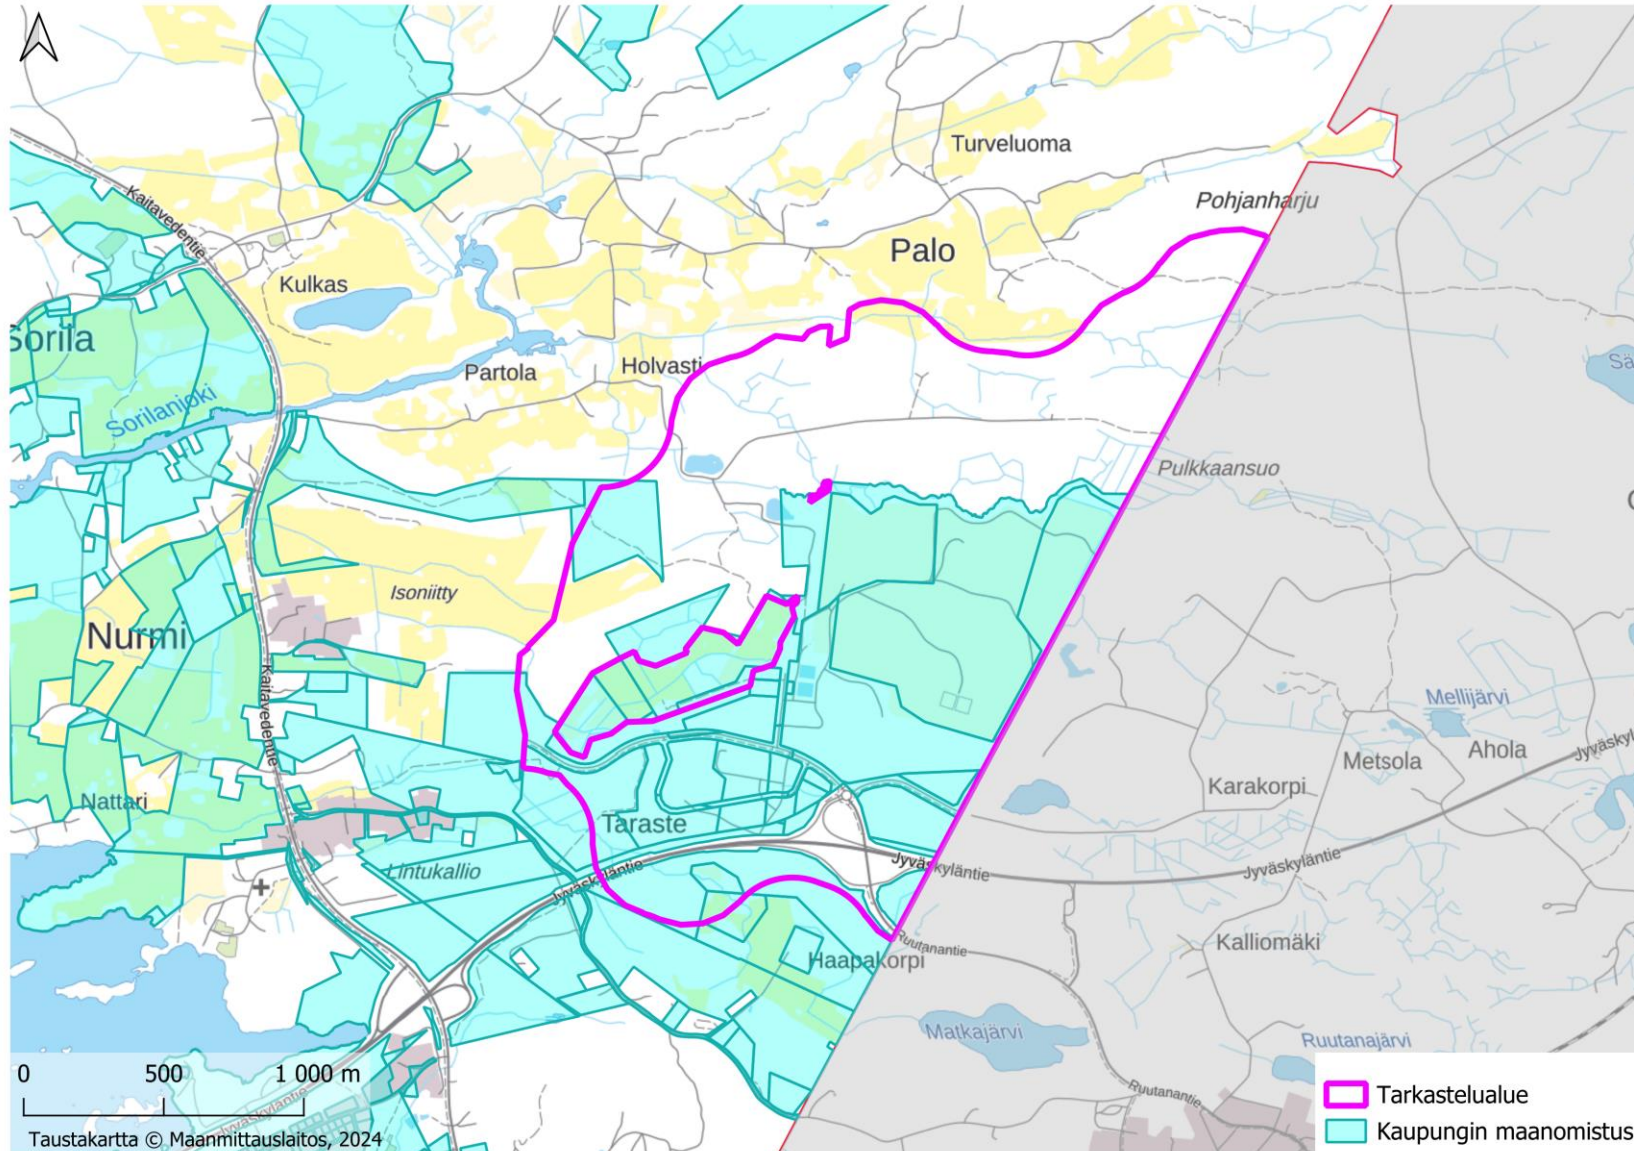 Turveluoma
Pohjanharju
Kaitavedentie
Palo
Kulkas
Sorila
Partola
Holvasti
Sorilanjoki
Pulkkaansuo
Isoniitty
Nurmi
Kaitavedentie
Mellijärvi
Ahola
Metsola
Karakorpi
Nattari
Taraste
Lintukallio
Jyväskyläntie
Jyväskyläntie
Jyväskyläntie
Ruutanantie
Kalliomäki
Haapakorpi
Matkajärvi
Ruutanajärvi
Ruutanantie
Jyväskyläntie
0 500 1 000 m
Taustakartta © Maanmittauslaitos, 2024
Tarkastelualue
Kaupungin maanomistus